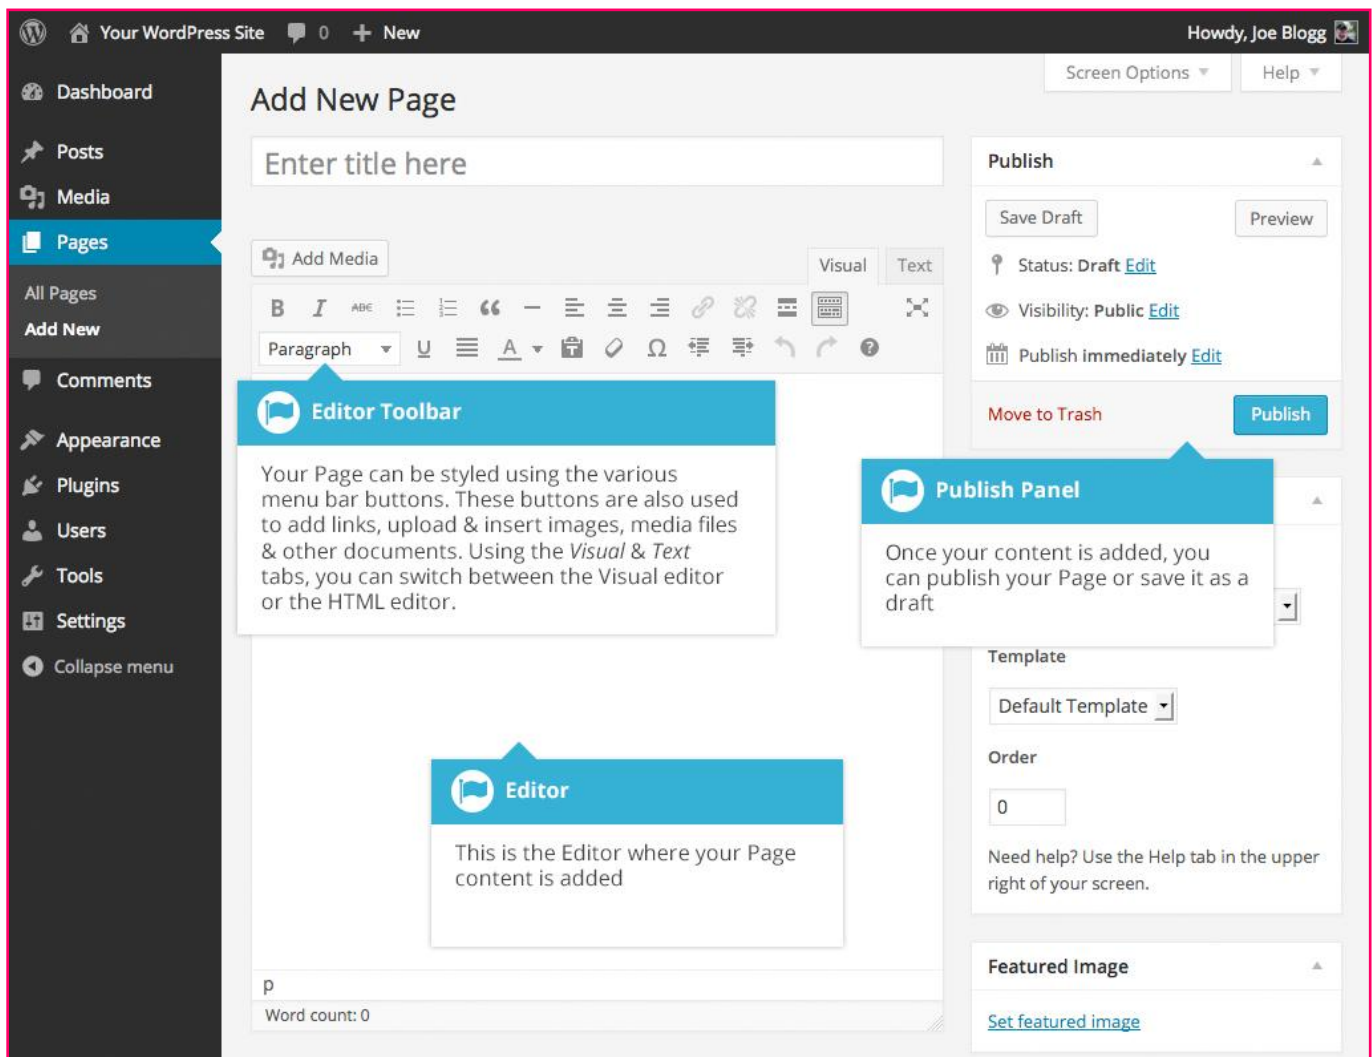 Your WordPress Site 0 + New
Howdy, Joe Blogg
Screen Options
Help
Dashboard
Posts
Media
Pages
All Pages
Add New
Comments
Appearance
Plugins
Users
Tools
Settings
Collapse menu
Add New Page
Enter title here
Add Media
Visual
Text
B I ABC
Paragraph U A Ω
Editor Toolbar
Your Page can be styled using the various
menu bar buttons. These buttons are also used
to add links, upload & insert images, media files
& other documents. Using the Visual & Text
tabs, you can switch between the Visual editor
or the HTML editor.
Editor
This is the Editor where your Page
content is added
p
Word count: 0
Publish
Save Draft
Preview
Status: Draft Edit
Visibility: Public Edit
Publish immediately Edit
Move to Trash
Publish
Publish Panel
Once your content is added, you
can publish your Page or save it as a
draft
Template
Default Template
Order
0
Need help? Use the Help tab in the upper
right of your screen.
Featured Image
Set featured image